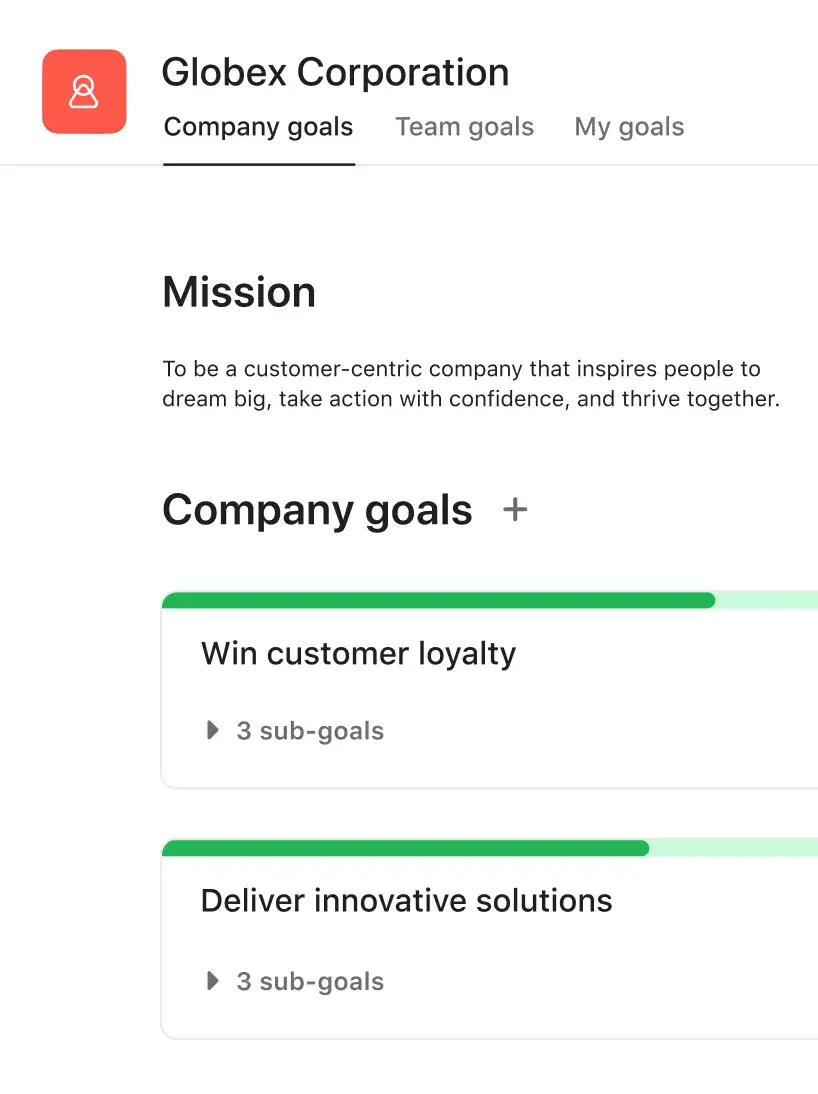 Globex Corporation
Company goals Team goals My goals
Mission
To be a customer-centric company that inspires people to
dream big, take action with confidence, and thrive together.
Company goals +
Win customer loyalty
3 sub-goals
Deliver innovative solutions
3 sub-goals